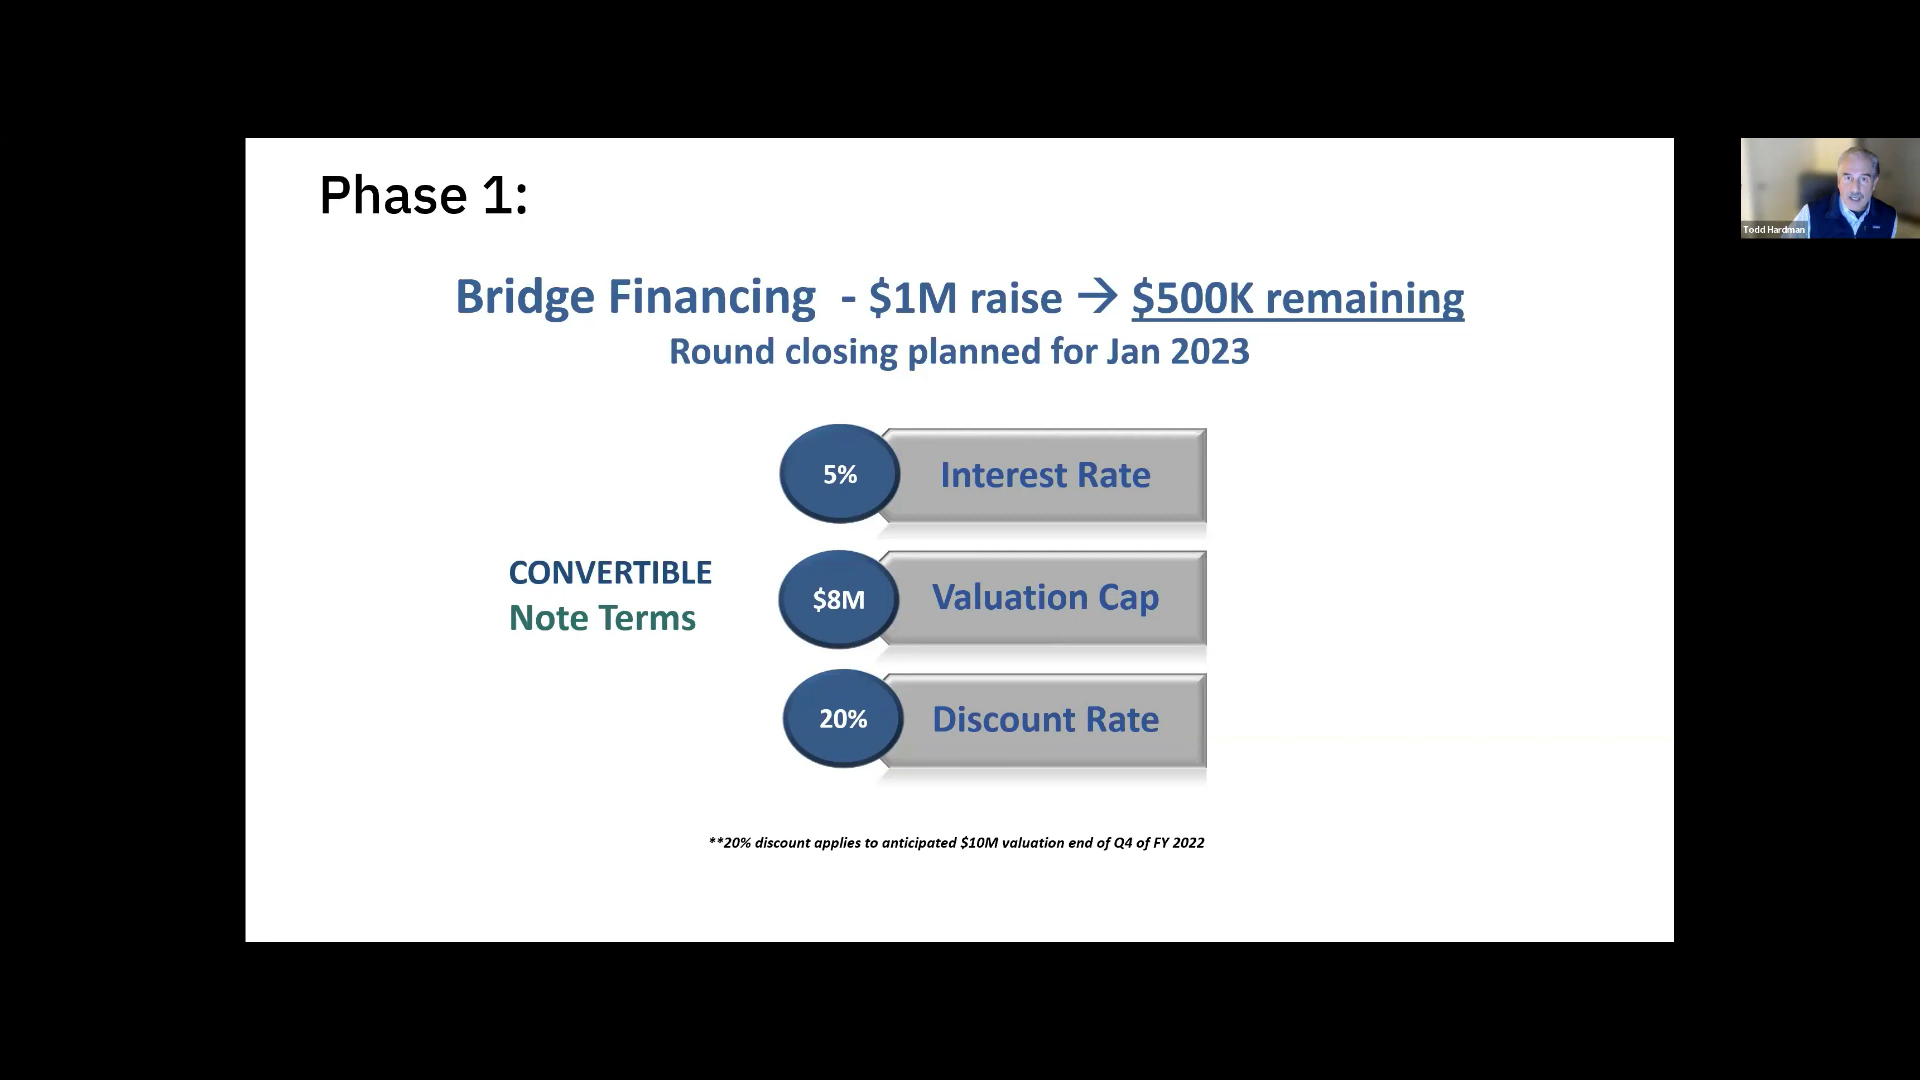 Phase 1:
Bridge Financing - $1M raise → $500K remaining
Round closing planned for Jan 2023
5% Interest Rate
CONVERTIBLE
Note Terms
$8M Valuation Cap
20% Discount Rate
**20% discount applies to anticipated $10M valuation end of Q4 of FY 2022
Todd Hardman